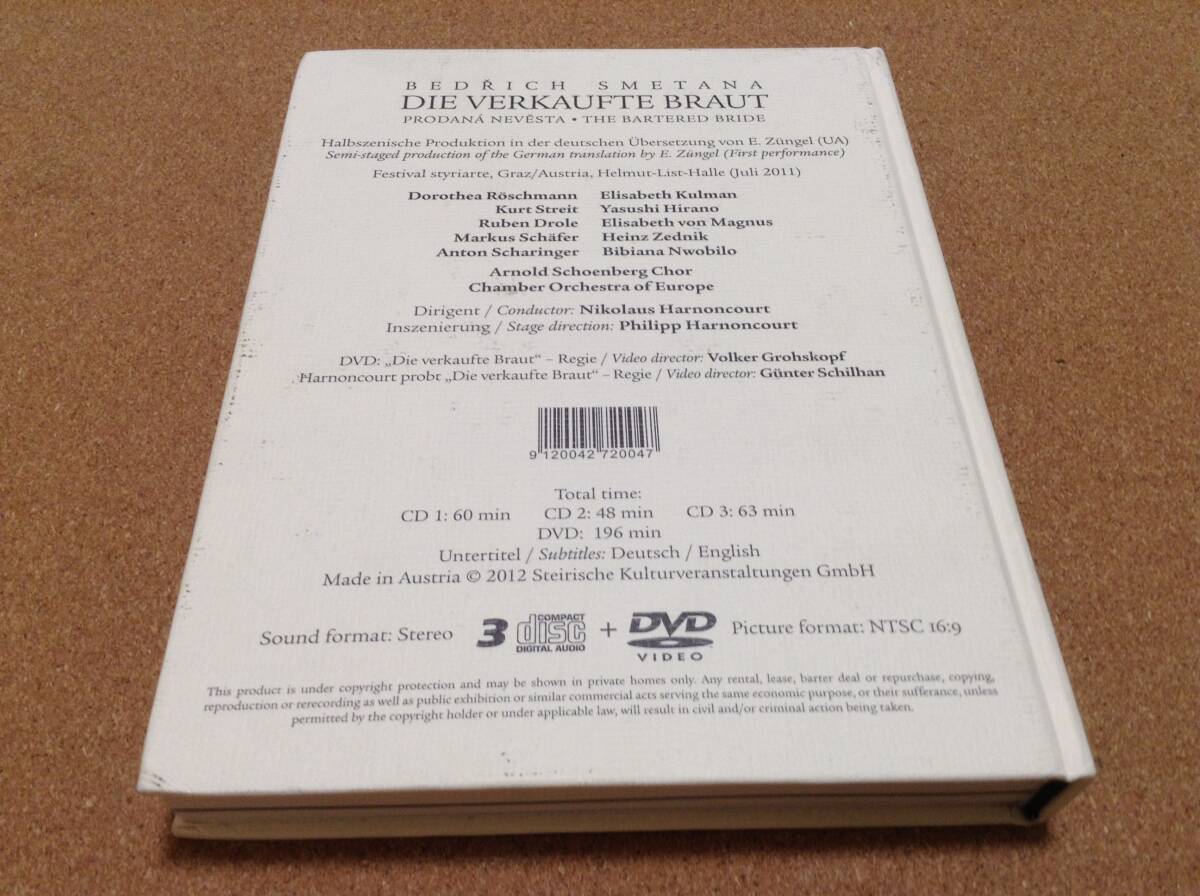 BEDŘICH SMETANA
DIE VERKAUFTE BRAUT
PRODANÁ NEVĚSTA • THE BARTERED BRIDE
Halbszenische Produktion in der deutschen Übersetzung von E. Züngel (UA)
Semi-staged production of the German translation by E. Züngel (First performance)
Festival styriarte, Graz/Austria, Helmut-List-Halle (Juli 2011)
Dorothea Röschmann Elisabeth Kulman
Kurt Streit Yasushi Hirano
Ruben Drole Elisabeth von Magnus
Markus Schäfer Heinz Zednik
Anton Scharinger Bibiana Nwobilo
Arnold Schoenberg Chor
Chamber Orchestra of Europe
Dirigent / Conductor: Nikolaus Harnoncourt
Inszenierung / Stage direction: Philipp Harnoncourt
DVD: „Die verkaufte Braut“ – Regie / Video director: Volker Grohskopf
Harnoncourt probt „Die verkaufte Braut“ – Regie / Video director: Günter Schilhan
9 120042 720047
Total time:
CD 1: 60 min CD 2: 48 min CD 3: 63 min
DVD: 196 min
Untertitel / Subtitles: Deutsch / English
Made in Austria © 2012 Steirische Kulturveranstaltungen GmbH
Sound format: Stereo 3 COMPACT disc DIGITAL AUDIO + DVD VIDEO Picture format: NTSC 16:9
This product is under copyright protection and may be shown in private homes only. Any rental, lease, barter deal or repurchase, copying,
reproduction or rerecording as well as public exhibition or similar commercial acts serving the same economic purpose, or their sufferance, unless
permitted by the copyright holder or under applicable law, will result in civil and/or criminal action being taken.